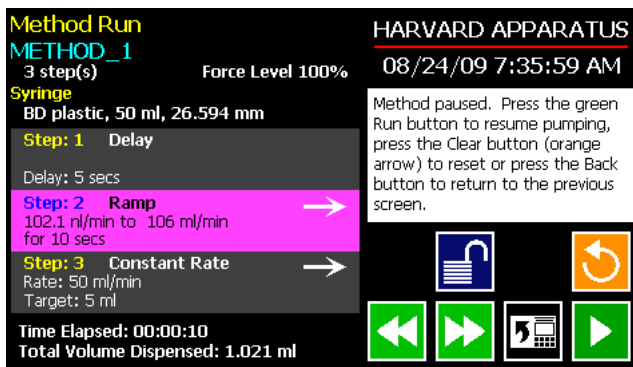 Method Run
METHOD_1
3 step(s) Force Level 100%
Syringe
BD plastic, 50 ml, 26.594 mm
Step: 1 Delay
Delay: 5 secs
Step: 2 Ramp
102.1 nl/min to 106 ml/min
for 10 secs
Step: 3 Constant Rate
Rate: 50 ml/min
Target: 5 ml
Time Elapsed: 00:00:10
Total Volume Dispensed: 1.021 ml
HARVARD APPARATUS
08/24/09 7:35:59 AM
Method paused. Press the green
Run button to resume pumping,
press the Clear button (orange
arrow) to reset or press the Back
button to return to the previous
screen.